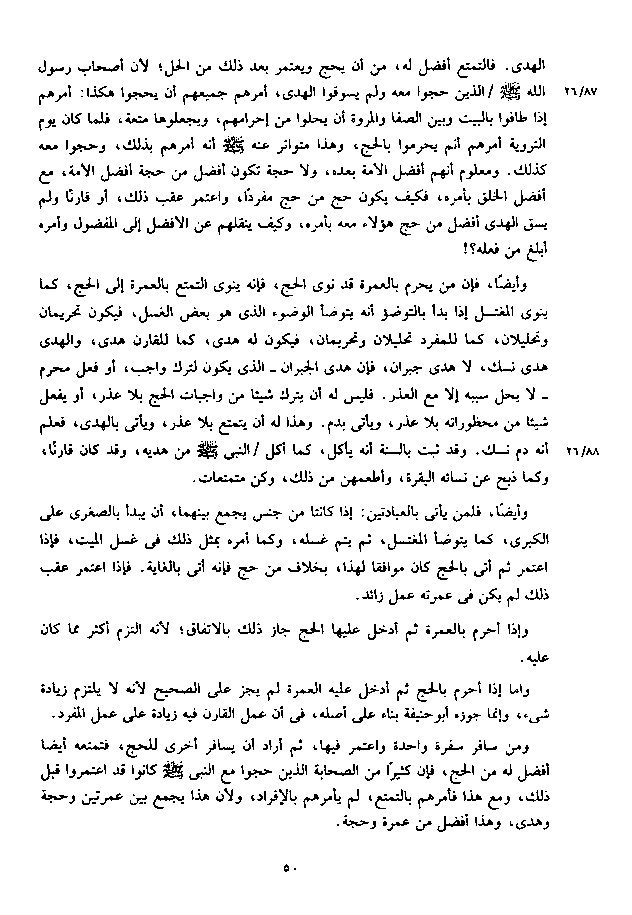 الهدى. فالتمتع أفضل له، من أن يحج ويعتمر بعد ذلك من الحل؛ لأن أصحاب رسول
٢٦/٨٧ الله ﷺ / الذين حجوا معه ولم يسوقوا الهدى، أمرهم جميعهم أن يحجوا هكذا: أمرهم
إذا طافوا بالبيت وبين الصفا والمروة أن يحلوا من إحرامهم، ويجعلوها متعة، فلما كان يوم
التروية أمرهم أنم يحرموا بالحج، وهذا متواتر عنه ﷺ أنه أمرهم بذلك، وحجوا معه
كذلك. ومعلوم أنهم أفضل الأمة بعده، ولا حجة تكون أفضل من حجة أفضل الأمة، مع
أفضل الخلق بأمره، فكيف يكون حج من حج مفردًا، واعتمر عقب ذلك، أو قارنًا ولم
يسق الهدى أفضل من حج هؤلاء معه بأمره، وكيف ينقلهم عن الأفضل إلى المفضول وأمره
أبلغ من فعله؟!
وأيضًا، فإن من يحرم بالعمرة قد نوى الحج، فإنه ينوى التمتع بالعمرة إلى الحج، كما
ينوى المغتسل إذا بدأ بالتوضؤ أنه يتوضأ الوضوء الذى هو بعض الغسل، فيكون تحريمان
وتحليلان، كما للمفرد تحليلان وتحريمان، فيكون له هدى، كما للقارن هدى، والهدى
هدى نسك، لا هدى جبران، فإن هدى الجبران ـ الذى يكون لترك واجب، أو فعل محرم
ـ لا يحل سببه إلا مع العذر. فليس له أن يترك شيئا من واجبات الحج بلا عذر، أو يفعل
شيئا من محظوراته بلا عذر، ويأتى بدم. وهذا له أن يتمتع بلا عذر، ويأتى بالهدى، فعلم
٢٦/٨٨ أنه دم نسك. وقد ثبت بالسنة أنه يأكل، كما أكل / النبى ﷺ من هديه، وقد كان قارنًا،
وكما ذبح عن نسائه البقرة، وأطعمهن من ذلك، وكن متمتعات.
وأيضًا، فلمن يأتى بالعبادتين: إذا كانتا من جنس يجمع بينهما، أن يبدأ بالصغرى على
الكبرى، كما يتوضأ المغتسل، ثم يتم غسله، وكما أمره بمثل ذلك فى غسل الميت، فإذا
اعتمر ثم أتى بالحج كان موافقا لهذا، بخلاف من حج فإنه أتى بالغاية. فإذا اعتمر عقب
ذلك لم يكن فى عمرته عمل زائد.
وإذا أحرم بالعمرة ثم أدخل عليها الحج جاز ذلك بالاتفاق؛ لأنه التزم أكثر مما كان
عليه.
واما إذا أحرم بالحج ثم أدخل عليه العمرة لم يجز على الصحيح لأنه لا يلتزم زيادة
شىء، وإنما جوزه أبوحنيفة بناء على أصله، فى أن عمل القارن فيه زيادة على عمل المفرد.
ومن سافر سفرة واحدة واعتمر فيها، ثم أراد أن يسافر أخرى للحج، فتمتعه أيضا
أفضل له من الحج، فإن كثيرًا من الصحابة الذين حجوا مع النبى ﷺ كانوا قد اعتمروا قبل
ذلك، ومع هذا فأمرهم بالتمتع، لم يأمرهم بالإفراد، ولأن هذا يجمع بين عمرتين وحجة
وهدى، وهذا أفضل من عمرة وحجة.
٥٠